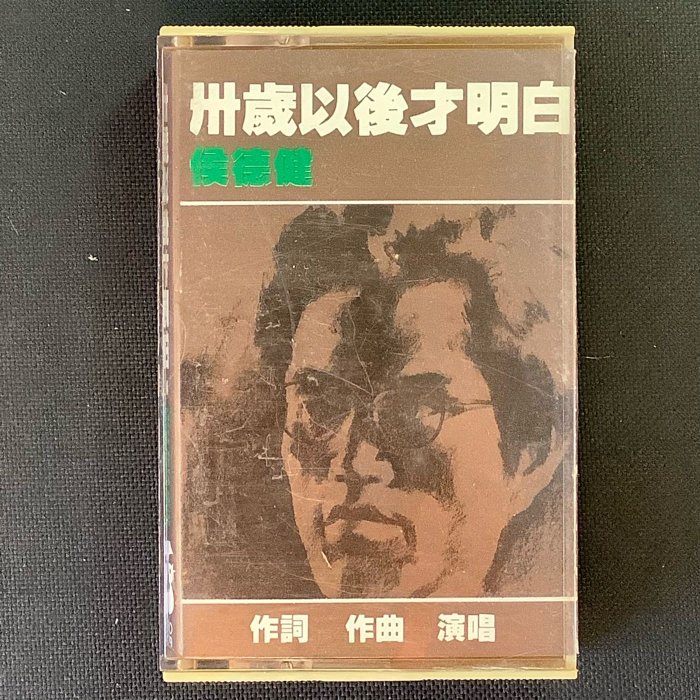 卅歲以後才明白
侯德健
作詞 作曲 演唱